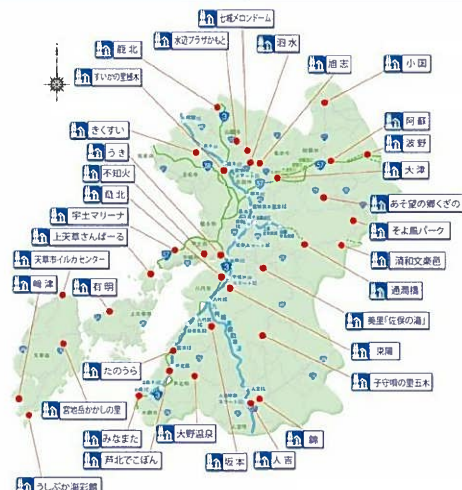 七城メロンドーム
水辺プラザかもと
鹿北
泗水
旭志
小国
すいかの里植木
阿蘇
波野
大津
きくすい
うき
不知火
竜北
宇土マリーナ
上天草さんぱーる
天草市イルカセンター
﨑津
有明
あそ望の郷くぎの
そよ風パーク
清和文楽邑
通潤橋
美里「佐俣の湯」
東陽
子守唄の里五木
たのうら
宮地岳かかしの里
みなまた
大野温泉
錦
芦北でこぽん
坂本
人吉
うしぶか海彩館